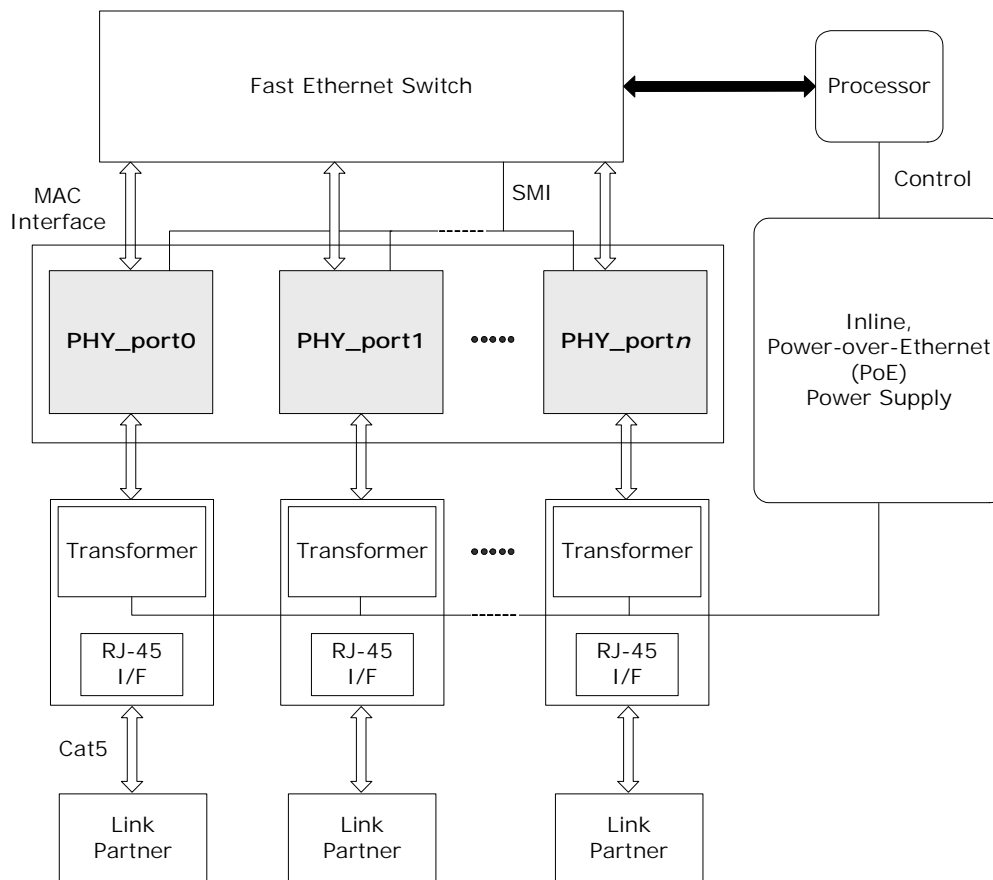 Fast Ethernet Switch
Processor
MAC
Interface
SMI
Control
PHY_port0
PHY_port1
PHY_portn
Inline,
Power-over-Ethernet
(PoE)
Power Supply
Transformer
Transformer
Transformer
RJ-45
I/F
RJ-45
I/F
RJ-45
I/F
Cat5
Link
Partner
Link
Partner
Link
Partner